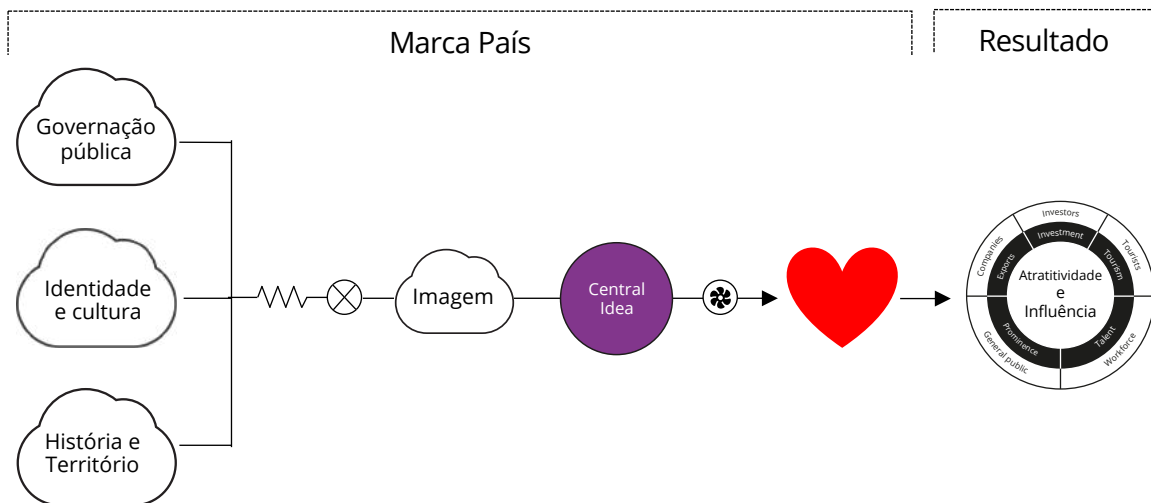 Marca País
Resultado
Governação
pública
Identidade
e cultura
História e
Território
Imagem
Central
Idea
Investors
Companies
Tourists
Investment
Exports
Tourism
Atratitividade
e
Influência
Prominence
Talent
General public
Workforce